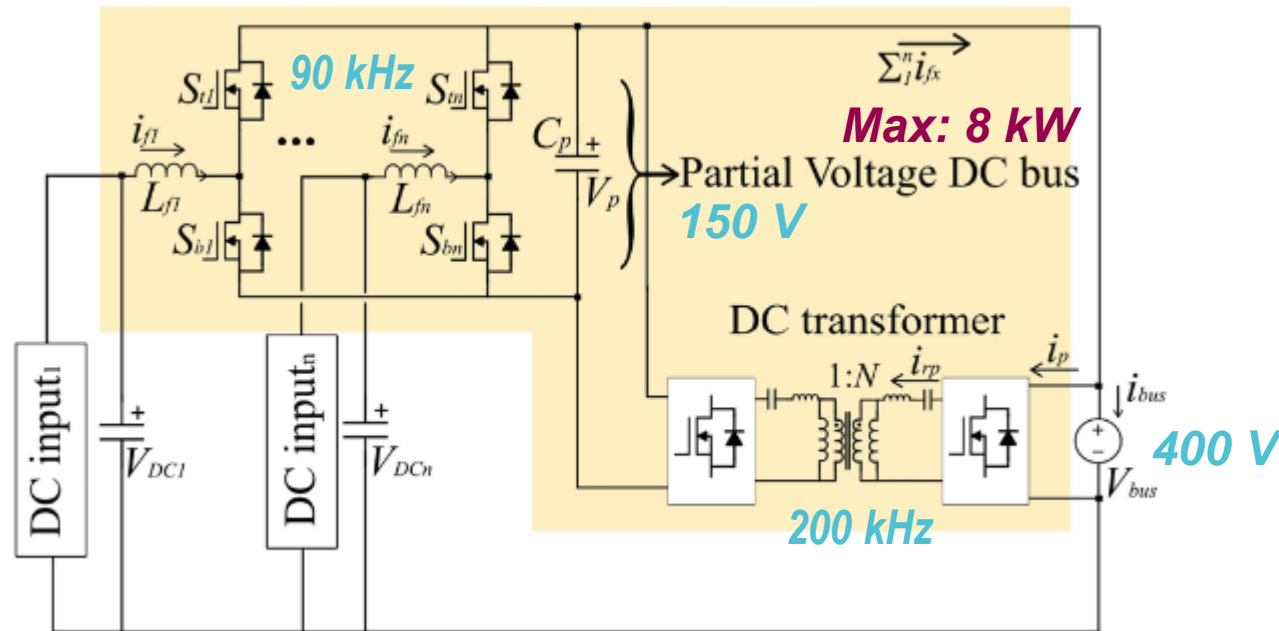 90 kHz
St1
Stn
Σ₁ⁿ ifx
if1
ifn
Cp
+
Max: 8 kW
...
Partial Voltage DC bus
Lf1
Lfn
Vp
150 V
Sb1
Sbn
DC transformer
1:N
irp
ip
ibus
DC input1
+
VDC1
DC inputn
+
VDCn
+
−
400 V
Vbus
200 kHz